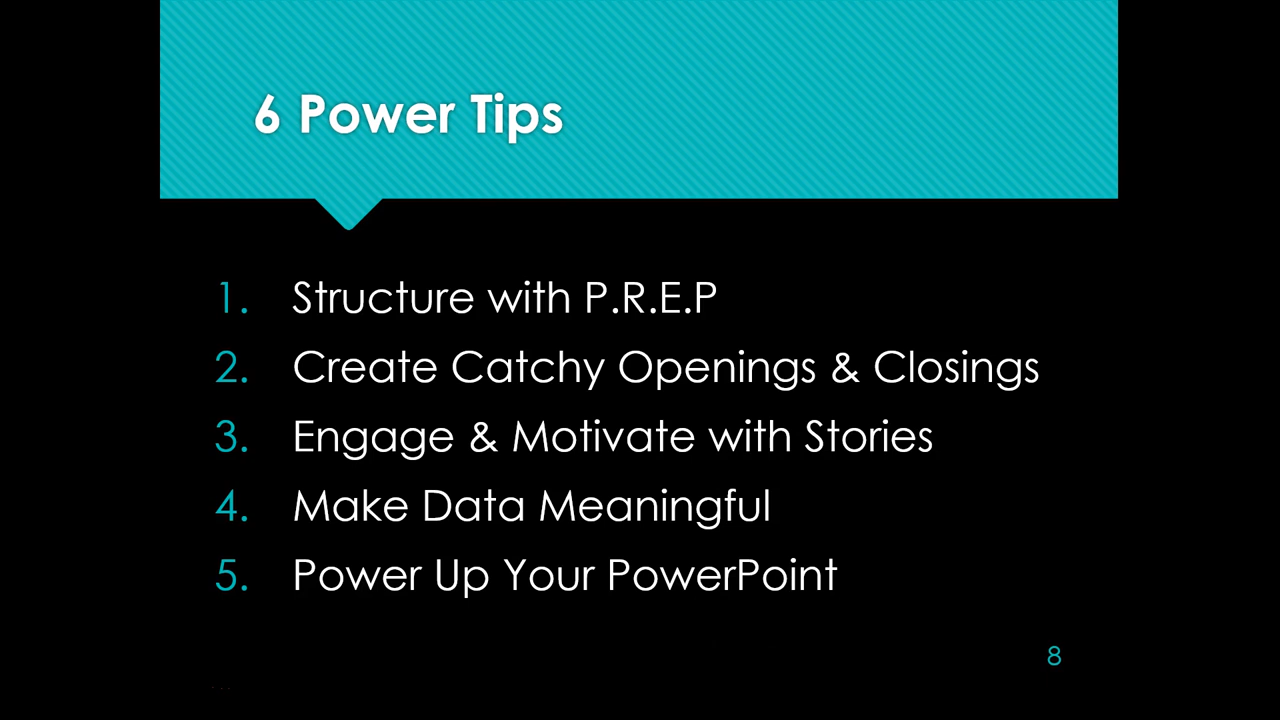 6 Power Tips
1. Structure with P.R.E.P
2. Create Catchy Openings & Closings
3. Engage & Motivate with Stories
4. Make Data Meaningful
5. Power Up Your PowerPoint
8